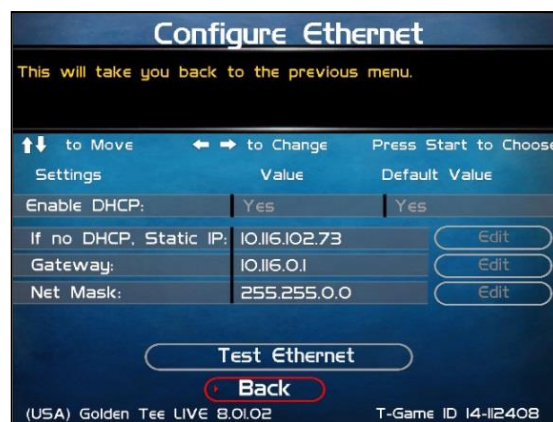 Configure Ethernet
This will take you back to the previous menu.
to Move to Change Press Start to Choose
Settings Value Default Value
Enable DHCP: Yes Yes
If no DHCP, Static IP: 10.116.102.73 Edit
Gateway: 10.116.0.1 Edit
Net Mask: 255.255.0.0 Edit
Test Ethernet
Back
(USA) Golden Tee LIVE 8.01.02 T-Game ID 14-112408